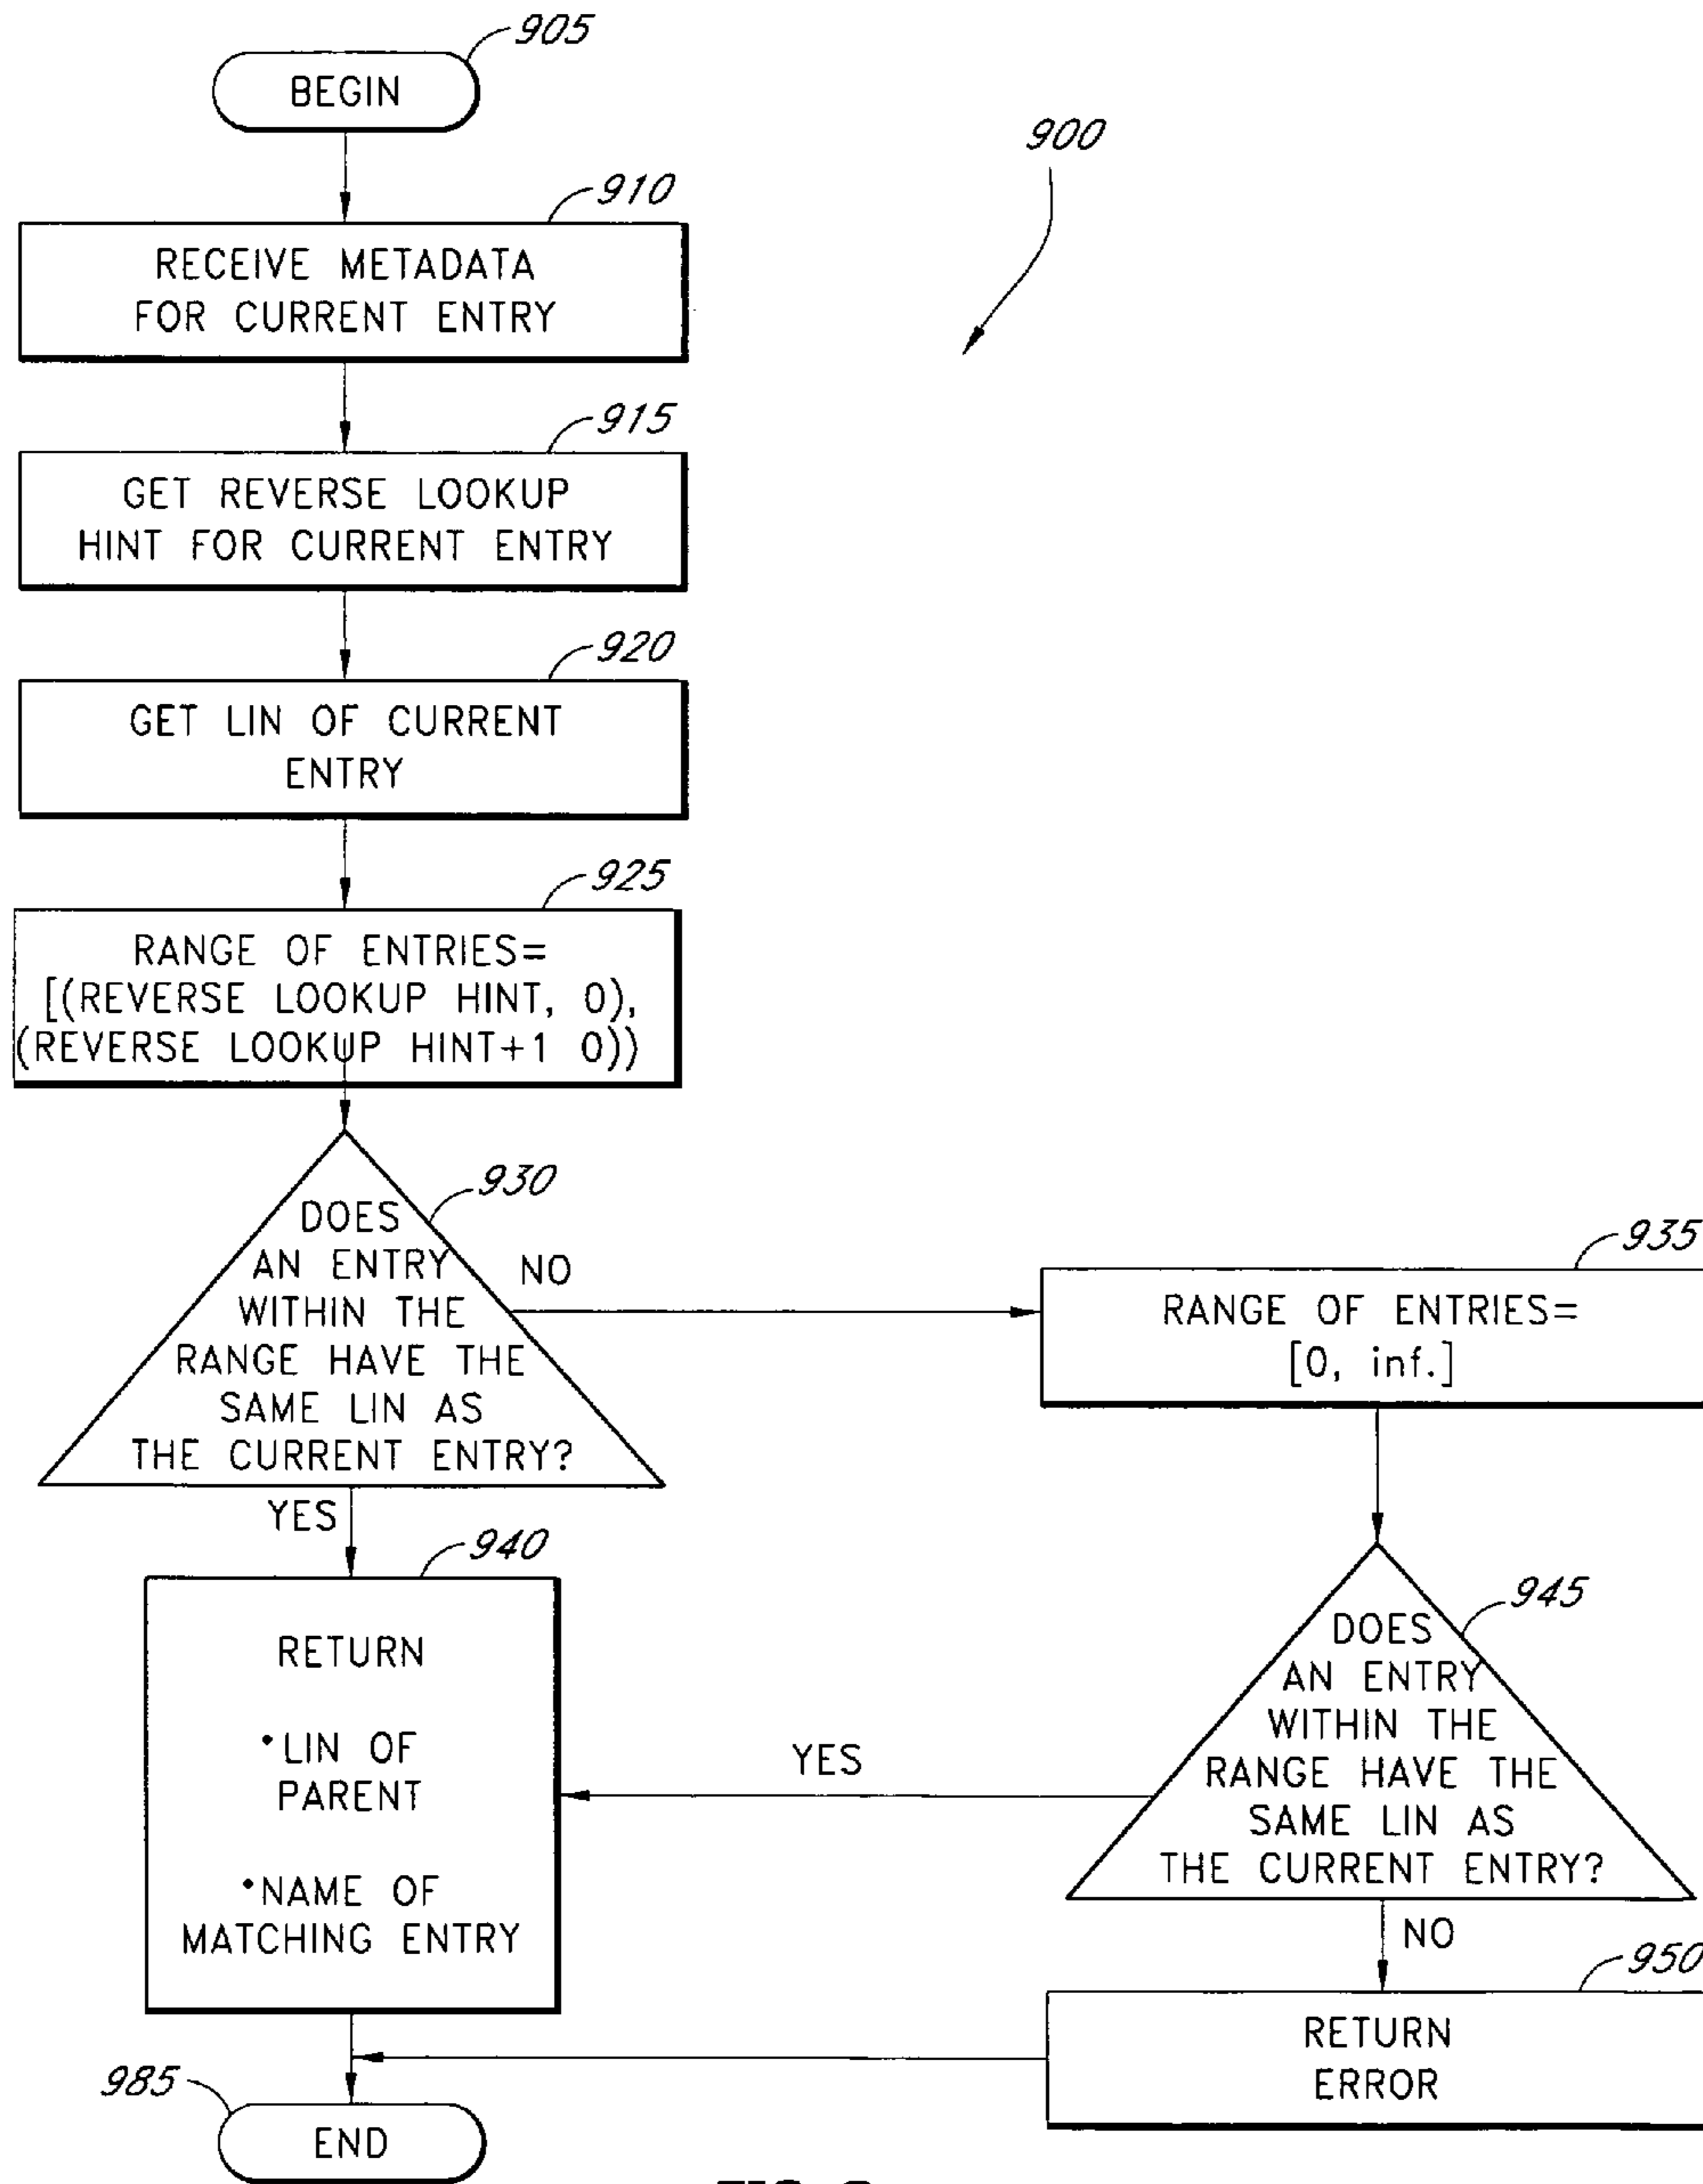 905
BEGIN
900
910
RECEIVE METADATA
FOR CURRENT ENTRY
915
GET REVERSE LOOKUP
HINT FOR CURRENT ENTRY
920
GET LIN OF CURRENT
ENTRY
925
RANGE OF ENTRIES=
[(REVERSE LOOKUP HINT, 0),
(REVERSE LOOKUP HINT+1 0))
930
DOES
AN ENTRY
WITHIN THE
RANGE HAVE THE
SAME LIN AS
THE CURRENT ENTRY?
NO
935
RANGE OF ENTRIES=
[0, inf.]
YES
940
RETURN
•LIN OF
PARENT
•NAME OF
MATCHING ENTRY
945
DOES
AN ENTRY
WITHIN THE
RANGE HAVE THE
SAME LIN AS
THE CURRENT ENTRY?
YES
NO
950
RETURN
ERROR
985
END